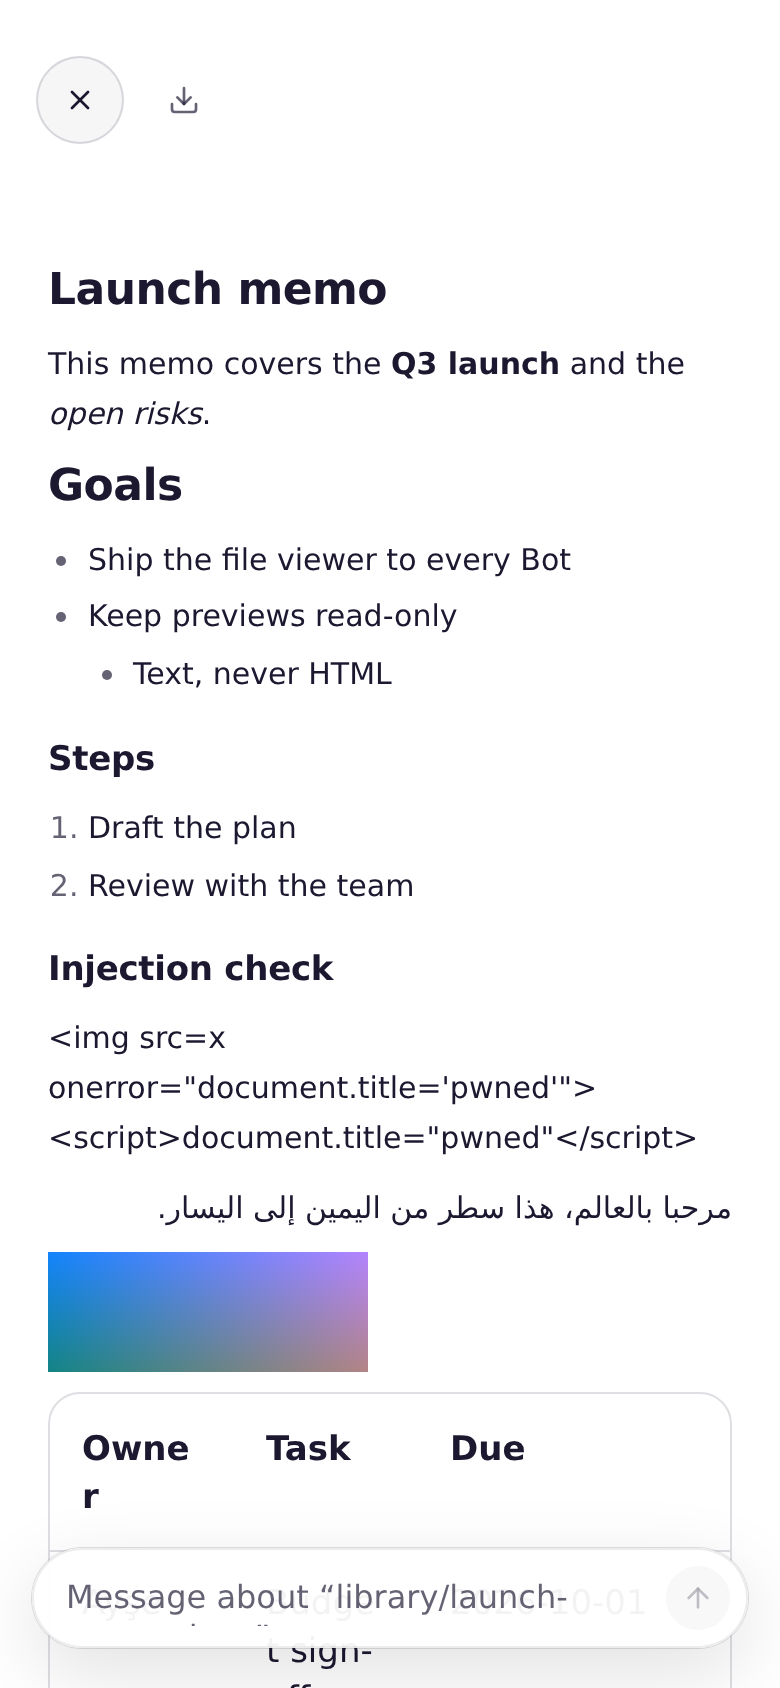 Launch memo
This memo covers the Q3 launch and the
open risks.
Goals
• Ship the file viewer to every Bot
• Keep previews read-only
• Text, never HTML
Steps
1. Draft the plan
2. Review with the team
Injection check
<img src=x
onerror="document.title='pwned'">
<script>document.title="pwned"</script>
مرحبا بالعالم، هذا سطر من اليمين إلى اليسار.
Owne Task Due
r
Message about “library/launch-
t sign-